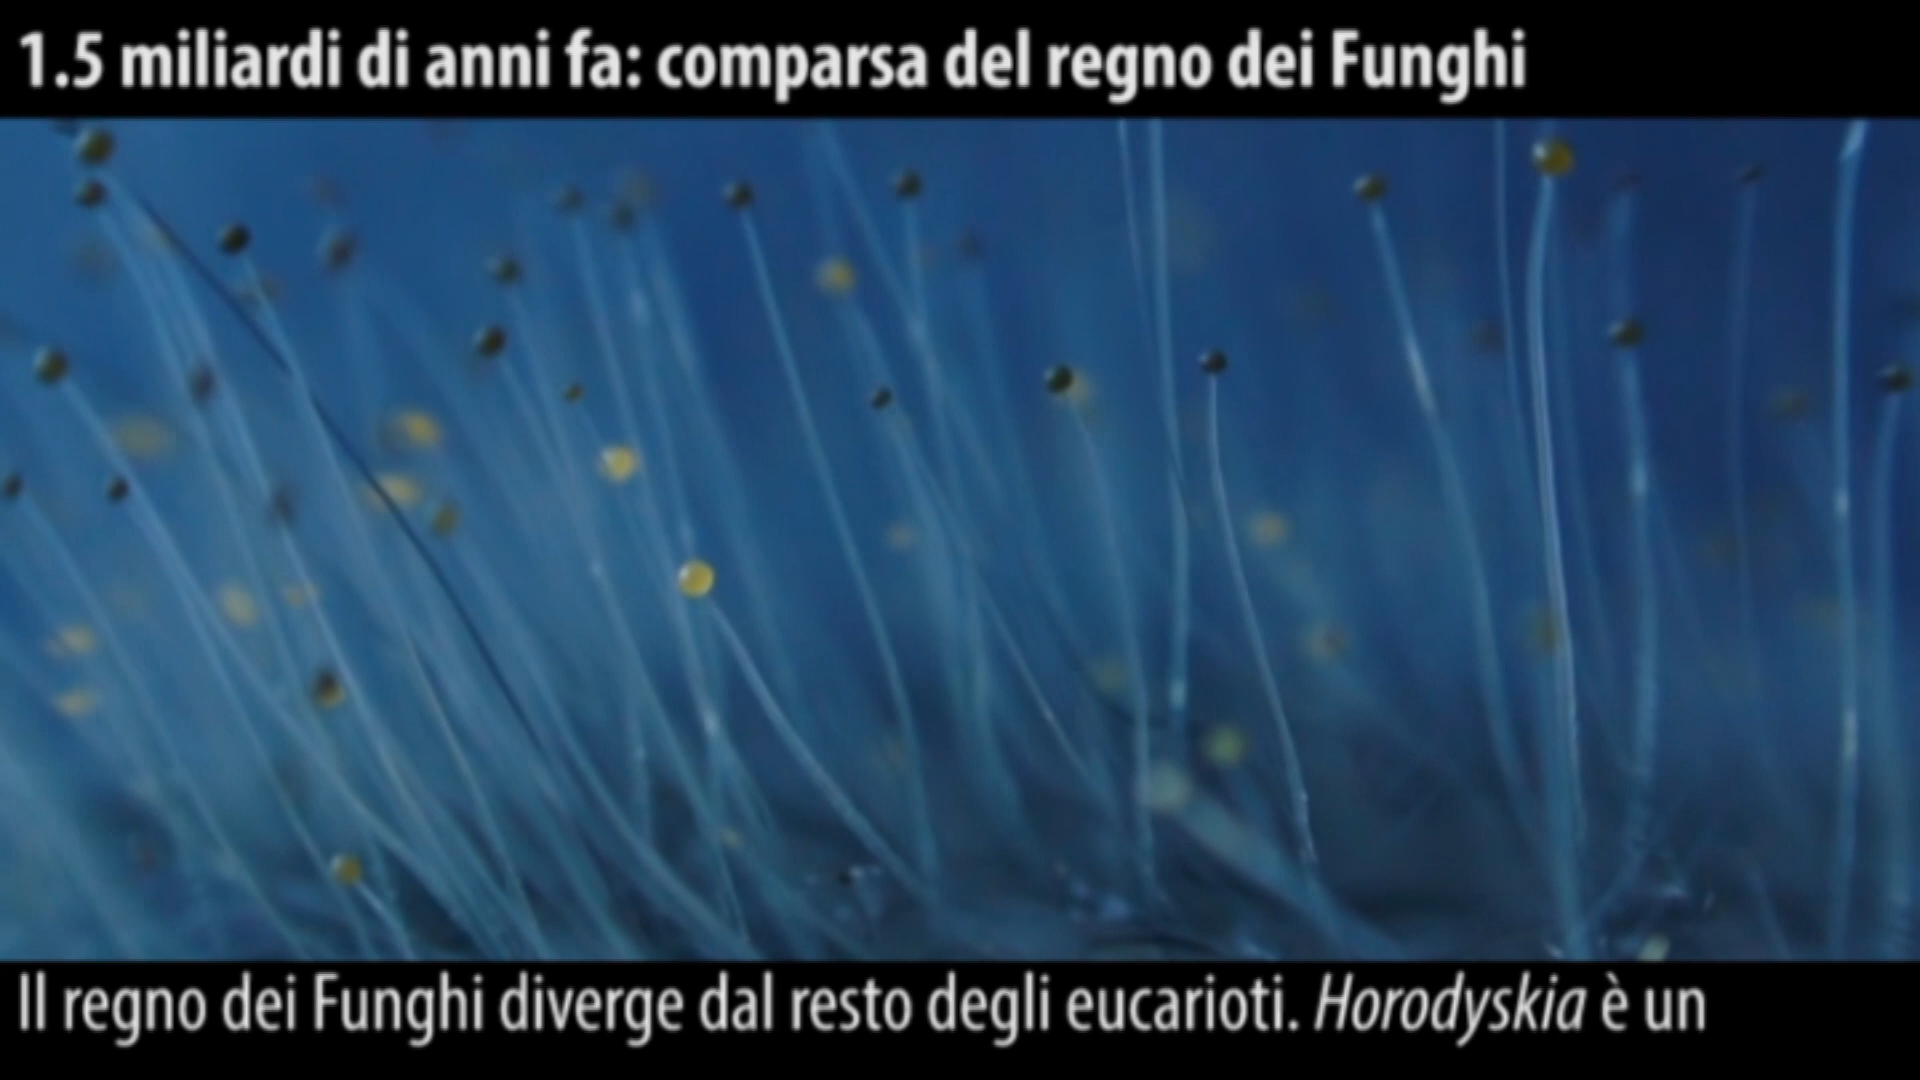 1.5 miliardi di anni fa: comparsa del regno dei Funghi
Il regno dei Funghi diverge dal resto degli eucarioti. Horodyskia è un